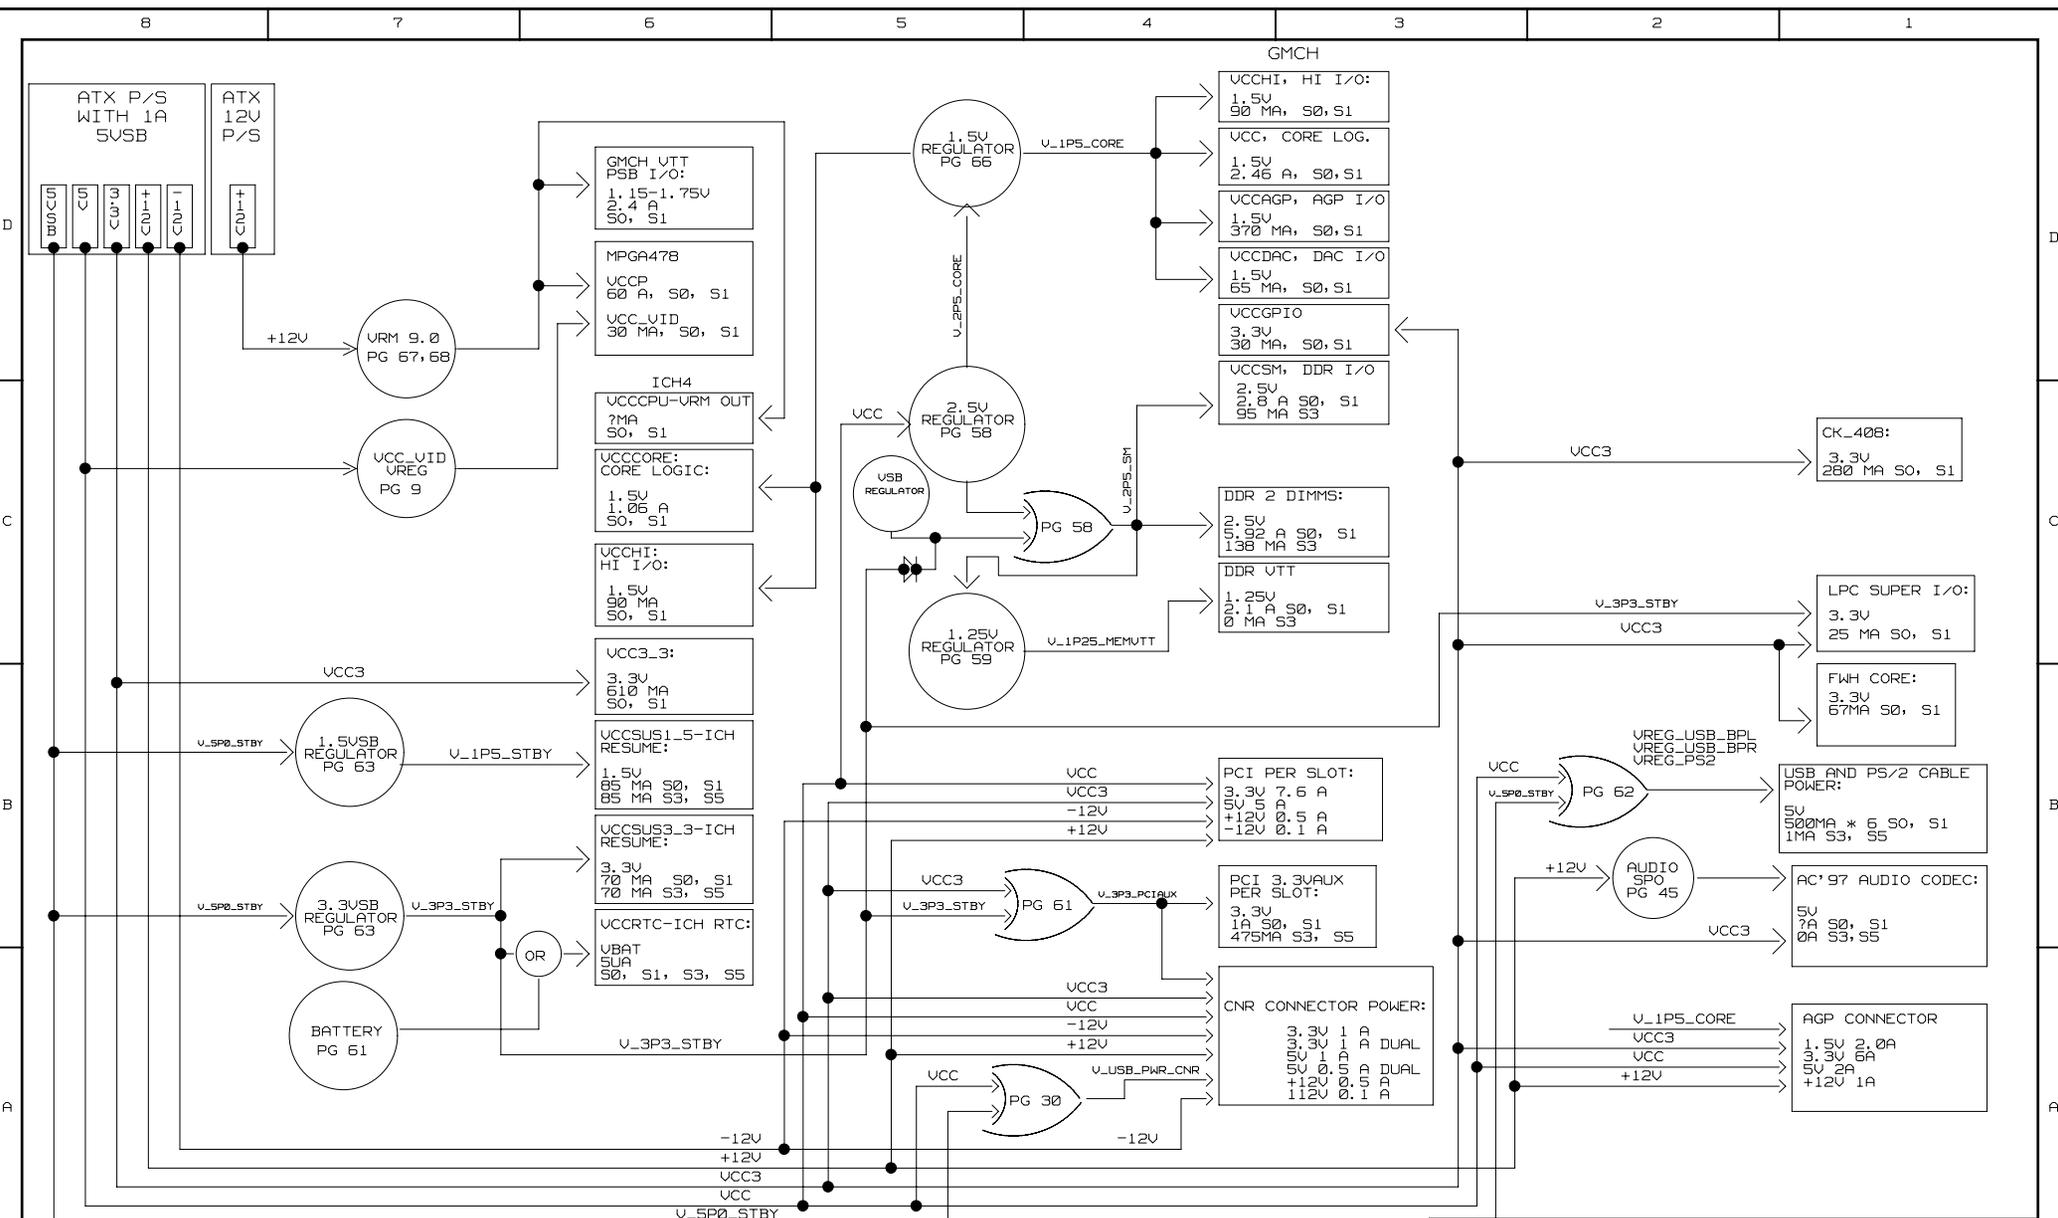 8 7 6 5 4 3 2 1
GMCH
ATX P/S
WITH 1A
5VSB
5VSB
5V
3.3V
+12V
-12V
ATX
12V
P/S
+12V
D
C
B
A
+12V
VRM 9.0
PG 67,68
VCC_VID
VREG
PG 9
VCC3
V_5P0_STBY
1.5VSB
REGULATOR
PG 63
V_1P5_STBY
V_5P0_STBY
3.3VSB
REGULATOR
PG 63
V_3P3_STBY
OR
BATTERY
PG 61
V_3P3_STBY
GMCH VTT
PSB I/O:
1.15-1.75V
2.4 A
SO, S1
MPGA478
VCCP
60 A, S0, S1
VCC_VID
30 MA, S0, S1
ICH4
VCCCPU-VRM OUT
?MA
SO, S1
VCCCORE:
CORE LOGIC:
1.5V
1.06 A
SO, S1
VCCHI:
HI I/O:
1.5V
90 MA
SO, S1
VCC3_3:
3.3V
610 MA
SO, S1
VCCSUS1_5-ICH
RESUME:
1.5V
85 MA S0, S1
85 MA S3, S5
VCCSUS3_3-ICH
RESUME:
3.3V
70 MA S0, S1
70 MA S3, S5
VCCRTC-ICH RTC:
VBAT
5UA
S0, S1, S3, S5
1.5V
REGULATOR
PG 66
V_1P5_CORE
V_2P5_CORE
VCC
2.5V
REGULATOR
PG 58
VSB
REGULATOR
PG 58
V_2P5_SM
1.25V
REGULATOR
PG 59
V_1P25_MEMVTT
VCCHI, HI I/O:
1.5V
90 MA, S0,S1
VCC, CORE LOG.
1.5V
2.46 A, S0,S1
VCCAGP, AGP I/O
1.5V
370 MA, S0,S1
VCCDAC, DAC I/O
1.5V
65 MA, S0,S1
VCCGPIO
3.3V
30 MA, S0,S1
VCCSM, DDR I/O
2.5V
2.8 A S0, S1
95 MA S3
DDR 2 DIMMS:
2.5V
5.92 A S0, S1
138 MA S3
DDR VTT
1.25V
2.1 A S0, S1
0 MA S3
VCC
VCC3
-12V
+12V
PCI PER SLOT:
3.3V 7.6 A
5V 5 A
+12V 0.5 A
-12V 0.1 A
VCC3
V_3P3_STBY
PG 61
V_3P3_PCIAUX
PCI 3.3VAUX
PER SLOT:
3.3V
1A S0, S1
475MA S3, S5
VCC3
VCC
-12V
+12V
CNR CONNECTOR POWER:
3.3V 1 A
3.3V 1 A DUAL
5V 1 A
5V 0.5 A DUAL
+12V 0.5 A
112V 0.1 A
VCC
PG 30
V_USB_PWR_CNR
-12V
-12V
+12V
VCC3
VCC
V_5P0_STBY
VCC3
CK_408:
3.3V
280 MA SO, S1
V_3P3_STBY
VCC3
LPC SUPER I/O:
3.3V
25 MA SO, S1
FWH CORE:
3.3V
67MA S0, S1
VREG_USB_BPL
VREG_USB_BPR
VREG_PS2
VCC
V_5P0_STBY
PG 62
USB AND PS/2 CABLE
POWER:
5V
500MA * 6 SO, S1
1MA S3, S5
+12V
AUDIO
SPO
PG 45
VCC3
AC'97 AUDIO CODEC:
5V
?A S0, S1
0A S3,S5
V_1P5_CORE
VCC3
VCC
+12V
AGP CONNECTOR
1.5V 2.0A
3.3V 6A
5V 2A
+12V 1A
D
C
B
A